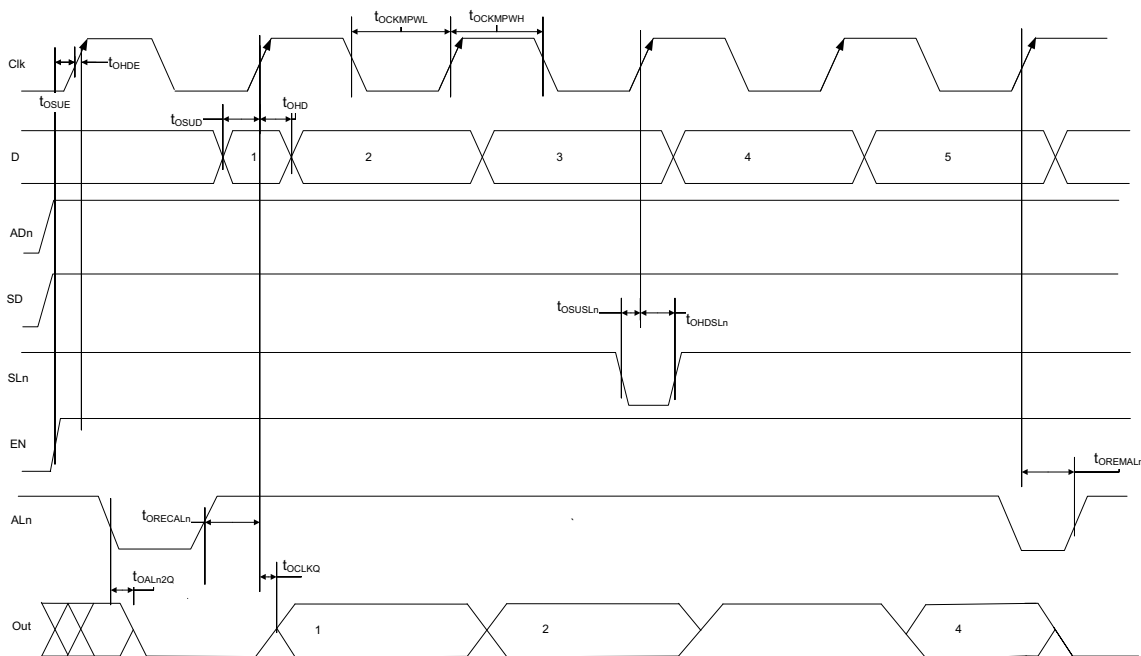 tOCKMPWL
tOCKMPWH
Clk
tOHDE
tOSUE
tOSUD
tOHD
D
1
2
3
4
5
ADn
SD
tOSUSLn
tOHDSLn
SLn
EN
tOREMALn
ALn
tORECALn
tOCLKQ
tOALn2Q
Out
1
2
4